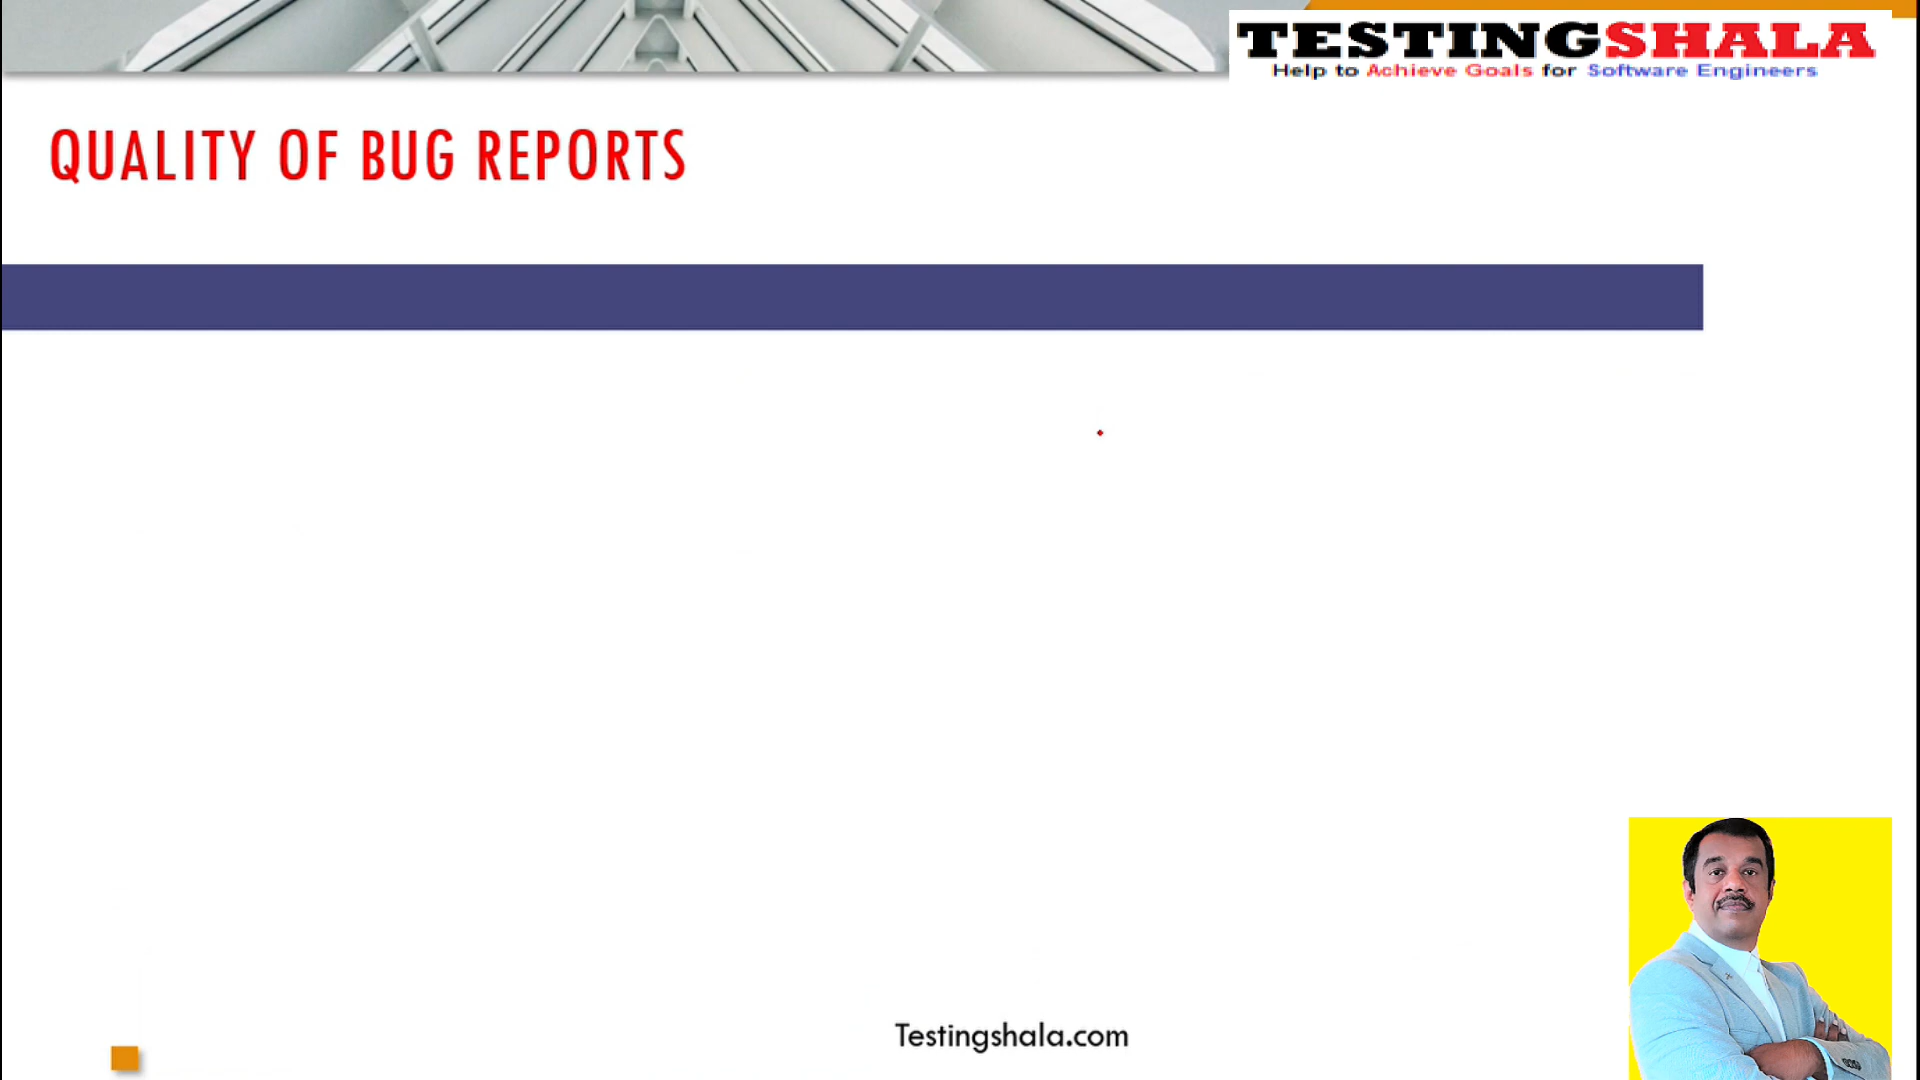 TESTINGSHALA
Help to Achieve Goals for Software Engineers
QUALITY OF BUG REPORTS
Testingshala.com